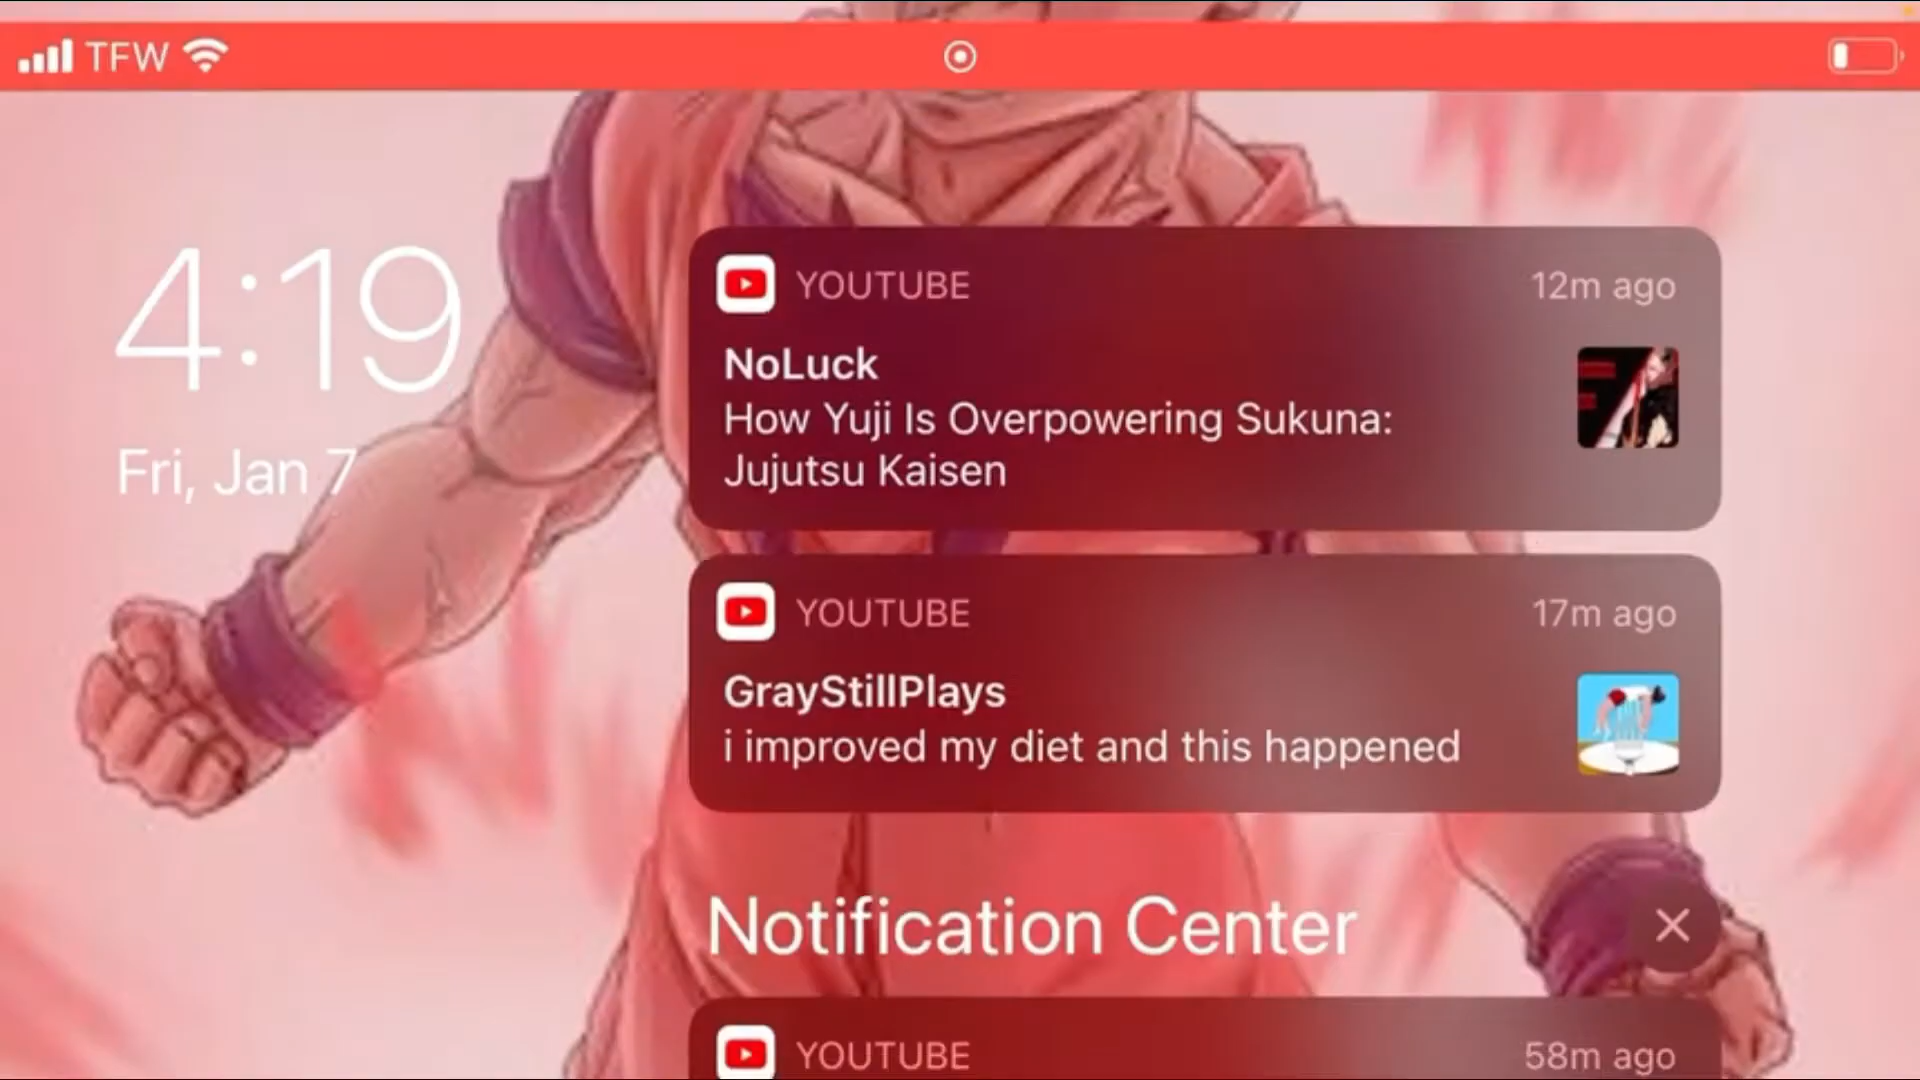 TFW
4:19
Fri, Jan 7
YOUTUBE
12m ago
NoLuck
How Yuji Is Overpowering Sukuna:
Jujutsu Kaisen
YOUTUBE
17m ago
GrayStillPlays
i improved my diet and this happened
Notification Center
YOUTUBE
58m ago